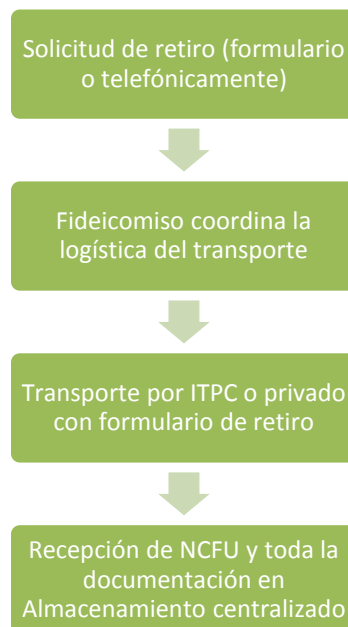 Solicitud de retiro (formulario
o telefónicamente)
Fideicomiso coordina la
logística del transporte
Transporte por ITPC o privado
con formulario de retiro
Recepción de NCFU y toda la
documentación en
Almacenamiento centralizado